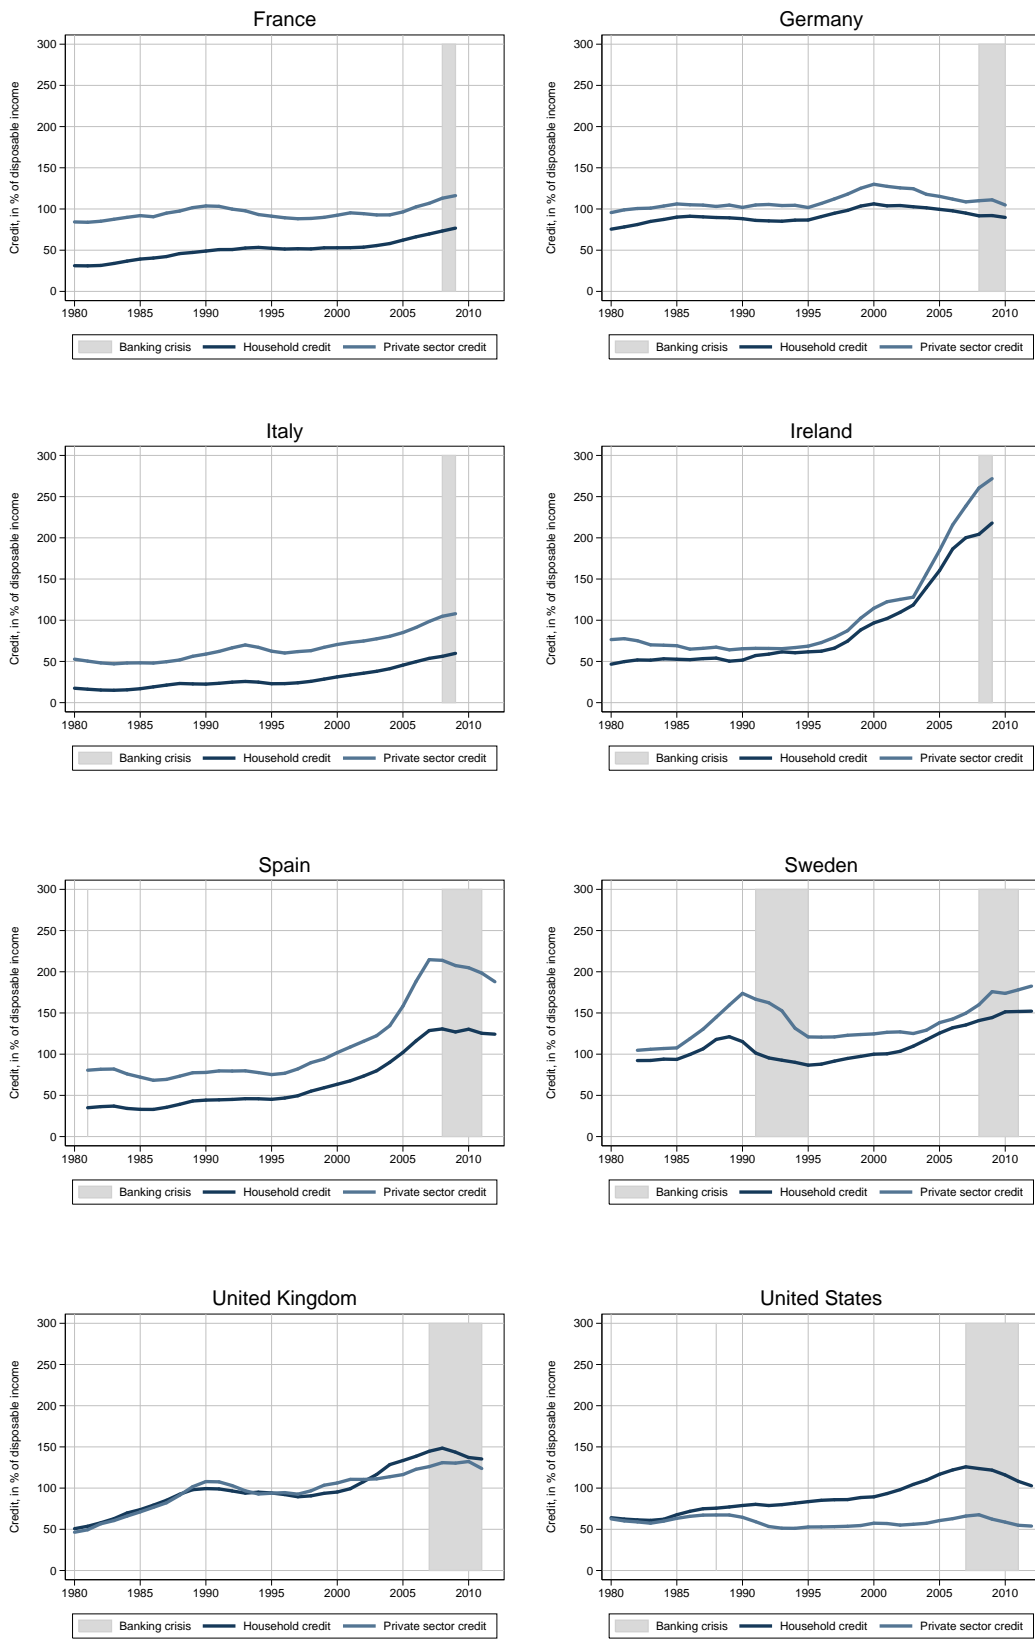 France
Credit, in % of disposable income
300
250
200
150
100
50
0
1980 1985 1990 1995 2000 2005 2010
Banking crisis Household credit Private sector credit
Germany
Credit, in % of disposable income
300
250
200
150
100
50
0
1980 1985 1990 1995 2000 2005 2010
Banking crisis Household credit Private sector credit
Italy
Credit, in % of disposable income
300
250
200
150
100
50
0
1980 1985 1990 1995 2000 2005 2010
Banking crisis Household credit Private sector credit
Ireland
Credit, in % of disposable income
300
250
200
150
100
50
0
1980 1985 1990 1995 2000 2005 2010
Banking crisis Household credit Private sector credit
Spain
Credit, in % of disposable income
300
250
200
150
100
50
0
1980 1985 1990 1995 2000 2005 2010
Banking crisis Household credit Private sector credit
Sweden
Credit, in % of disposable income
300
250
200
150
100
50
0
1980 1985 1990 1995 2000 2005 2010
Banking crisis Household credit Private sector credit
United Kingdom
Credit, in % of disposable income
300
250
200
150
100
50
0
1980 1985 1990 1995 2000 2005 2010
Banking crisis Household credit Private sector credit
United States
Credit, in % of disposable income
300
250
200
150
100
50
0
1980 1985 1990 1995 2000 2005 2010
Banking crisis Household credit Private sector credit